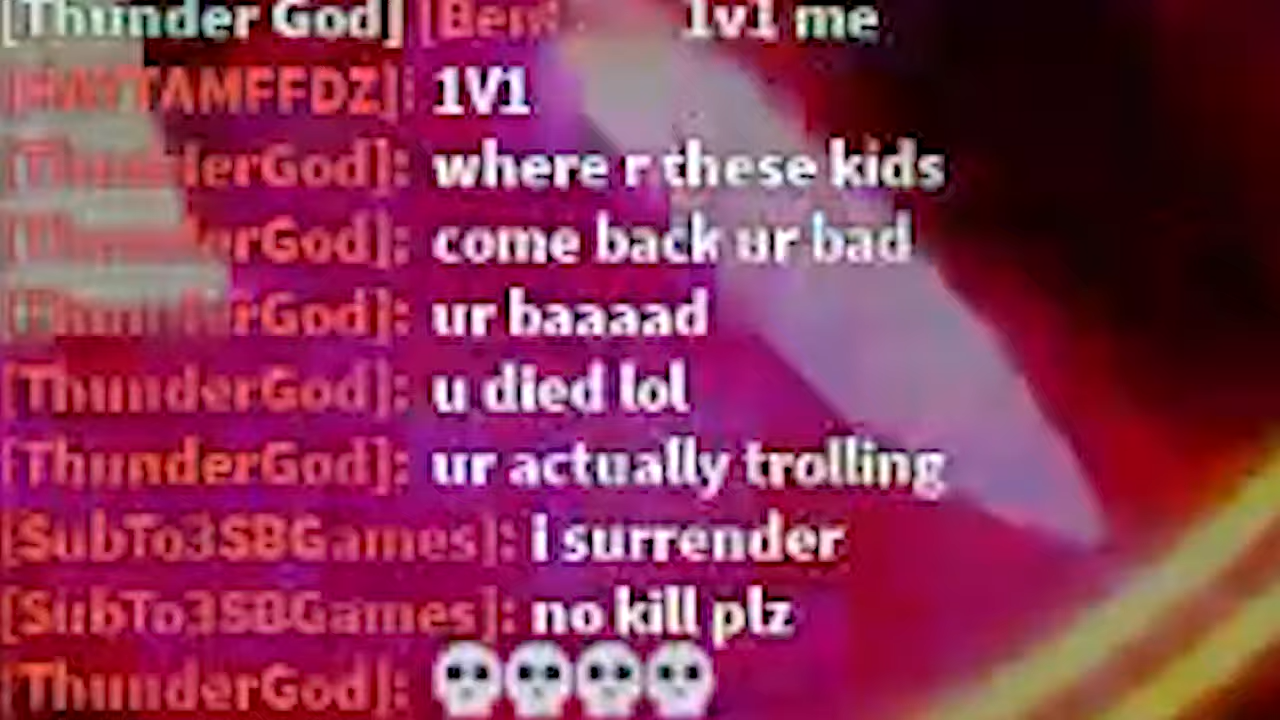 [Thunder God] 1v1 me
1V1
[ThunderGod]: where r these kids
[ThunderGod]: come back ur bad
[ThunderGod]: ur baaaad
[ThunderGod]: u died lol
[ThunderGod]: ur actually trolling
[SubTo3SBGames]: i surrender
[SubTo3SBGames]: no kill plz
[ThunderGod]: 💀💀💀💀